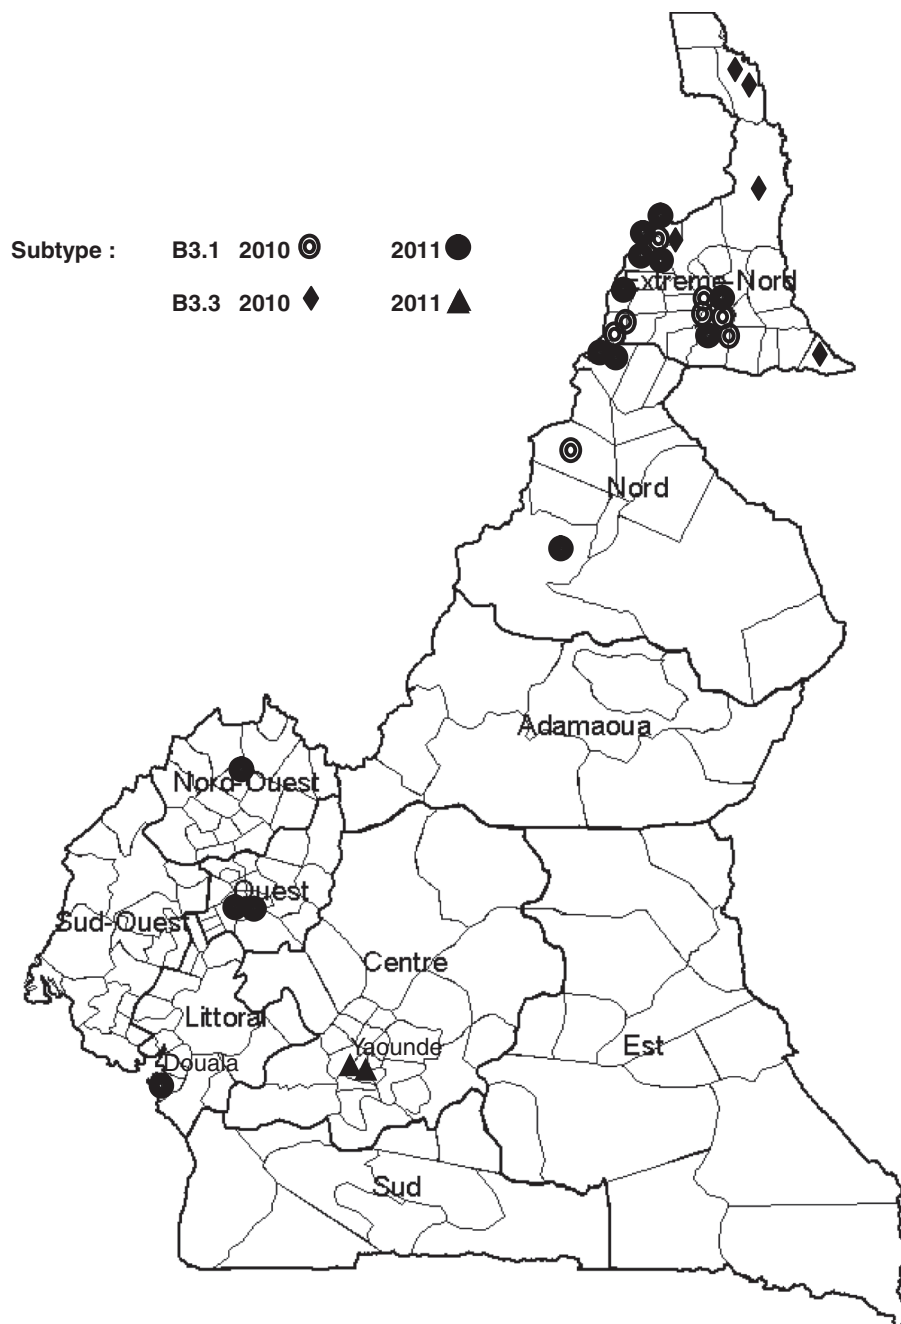 Subtype : B3.1 2010 2011
B3.3 2010 2011
Extreme-Nord
Nord
Adamaoua
Nord-Ouest
Ouest
Sud-Ouest
Centre
Littoral
Yaounde
Est
Douala
Sud